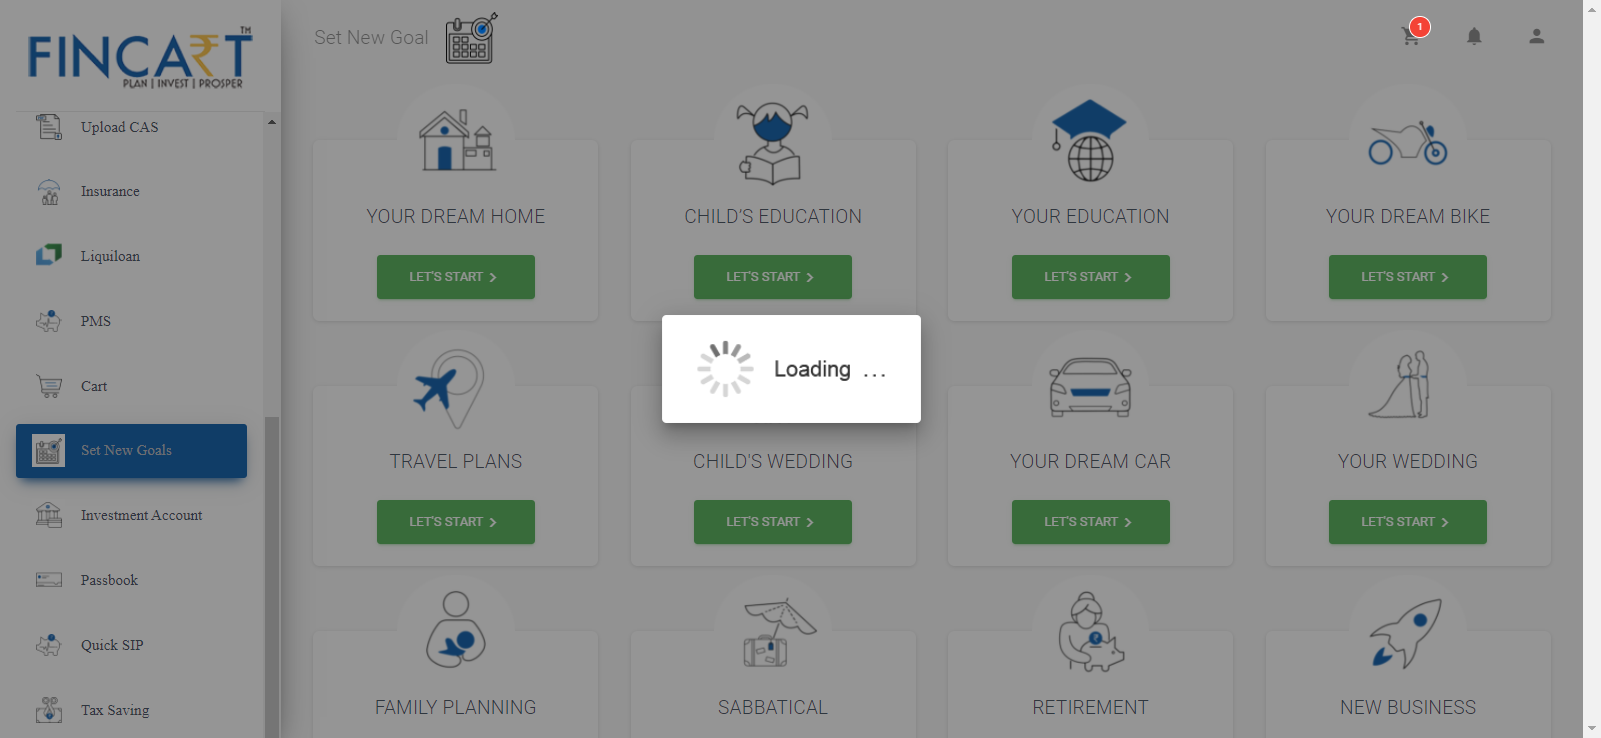 FINCART TM
PLAN | INVEST | PROSPER
Upload CAS
Insurance
Liquiloan
PMS
Cart
Set New Goals
Investment Account
Passbook
Quick SIP
Tax Saving
Set New Goal
1
YOUR DREAM HOME
LET'S START
CHILD'S EDUCATION
LET'S START
YOUR EDUCATION
LET'S START
YOUR DREAM BIKE
LET'S START
Loading ...
TRAVEL PLANS
LET'S START
CHILD'S WEDDING
LET'S START
YOUR DREAM CAR
LET'S START
YOUR WEDDING
LET'S START
FAMILY PLANNING
SABBATICAL
RETIREMENT
NEW BUSINESS